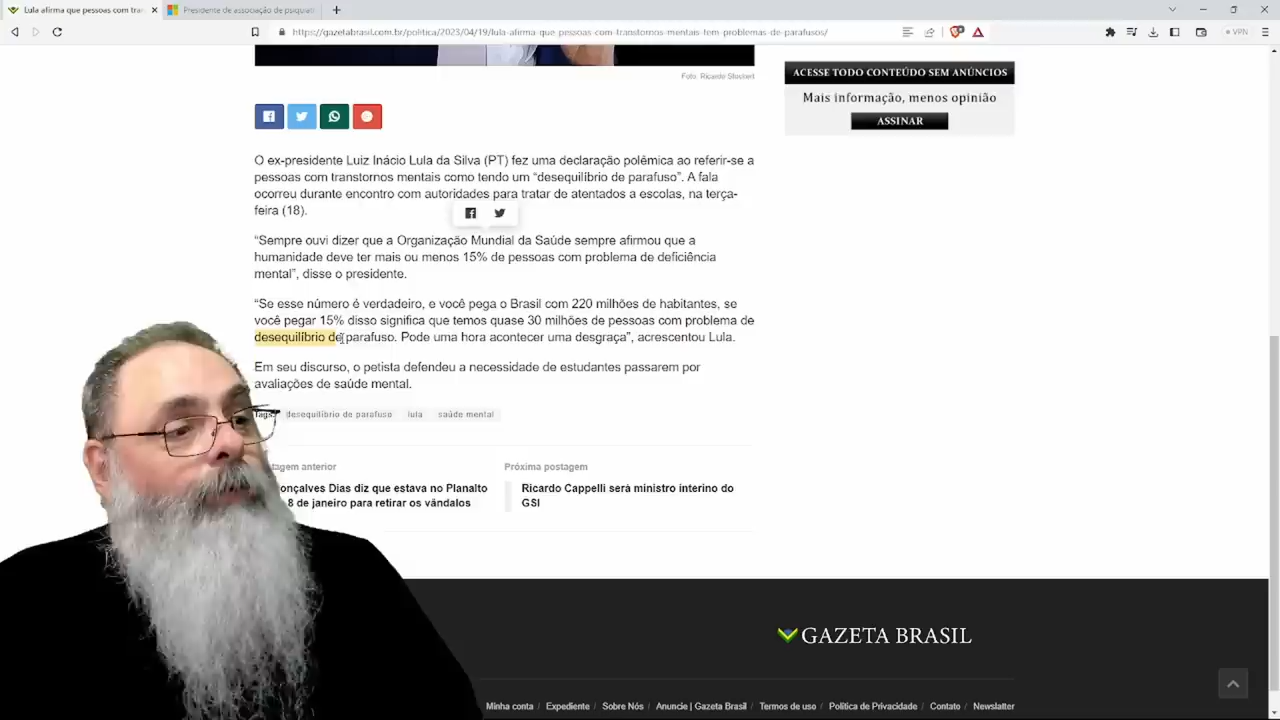 Lula afirma que pessoas com tran
Presidente de associação de psiquiatri
https://gazetabrasil.com.br/politica/2023/04/19/lula-afirma-que-pessoas-com-transtornos-mentais-tem-problemas-de-parafusos/
VPN
Foto: Ricardo Stuckert
ACESSE TODO CONTEÚDO SEM ANÚNCIOS
Mais informação, menos opinião
ASSINAR
O ex-presidente Luiz Inácio Lula da Silva (PT) fez uma declaração polêmica ao referir-se a
pessoas com transtornos mentais como tendo um “desequilíbrio de parafuso”. A fala
ocorreu durante encontro com autoridades para tratar de atentados a escolas, na terça-
feira (18).
“Sempre ouvi dizer que a Organização Mundial da Saúde sempre afirmou que a
humanidade deve ter mais ou menos 15% de pessoas com problema de deficiência
mental”, disse o presidente.
“Se esse número é verdadeiro, e você pega o Brasil com 220 milhões de habitantes, se
você pegar 15% disso significa que temos quase 30 milhões de pessoas com problema de
desequilíbrio de parafuso. Pode uma hora acontecer uma desgraça”, acrescentou Lula.
Em seu discurso, o petista defendeu a necessidade de estudantes passarem por
avaliações de saúde mental.
Tags: desequilíbrio de parafuso lula saúde mental
tagem anterior
onçalves Dias diz que estava no Planalto
8 de janeiro para retirar os vândalos
Próxima postagem
Ricardo Cappelli será ministro interino do
GSI
GAZETA BRASIL
Minha conta / Expediente / Sobre Nós / Anuncie | Gazeta Brasil / Termos de uso / Política de Privacidade / Contato / Newsletter